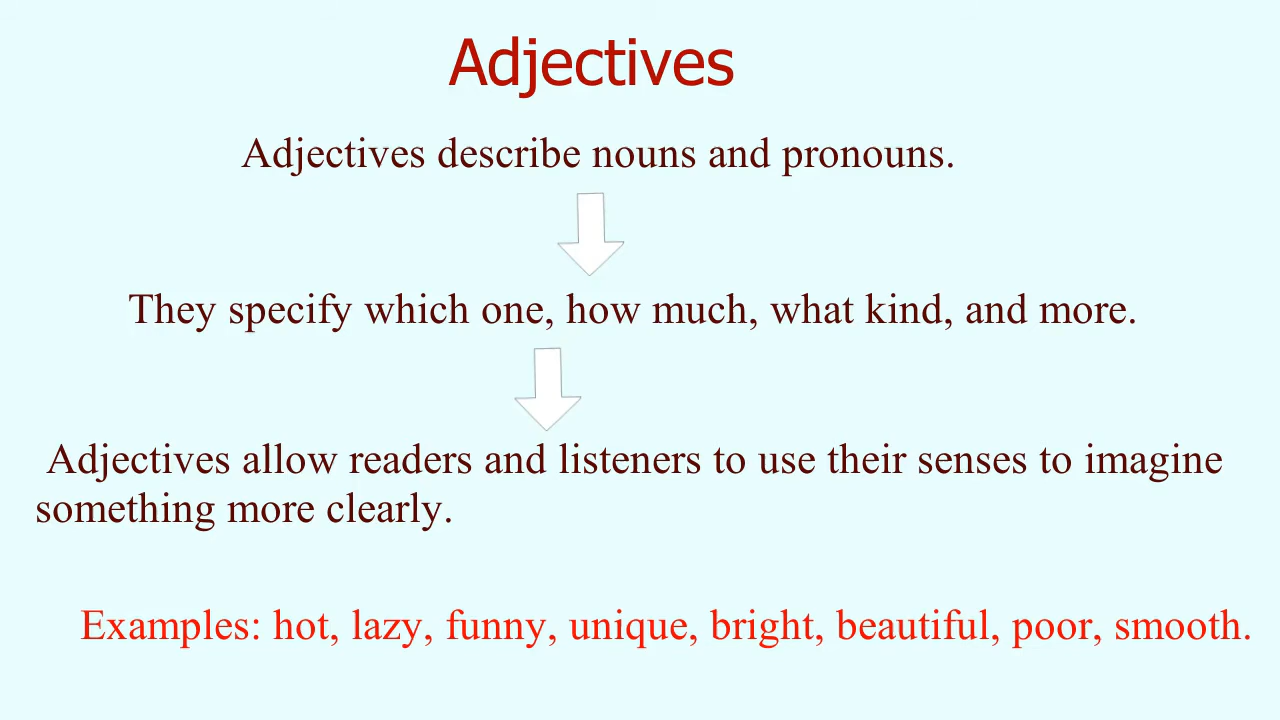 Adjectives
Adjectives describe nouns and pronouns.
They specify which one, how much, what kind, and more.
Adjectives allow readers and listeners to use their senses to imagine
something more clearly.
Examples: hot, lazy, funny, unique, bright, beautiful, poor, smooth.